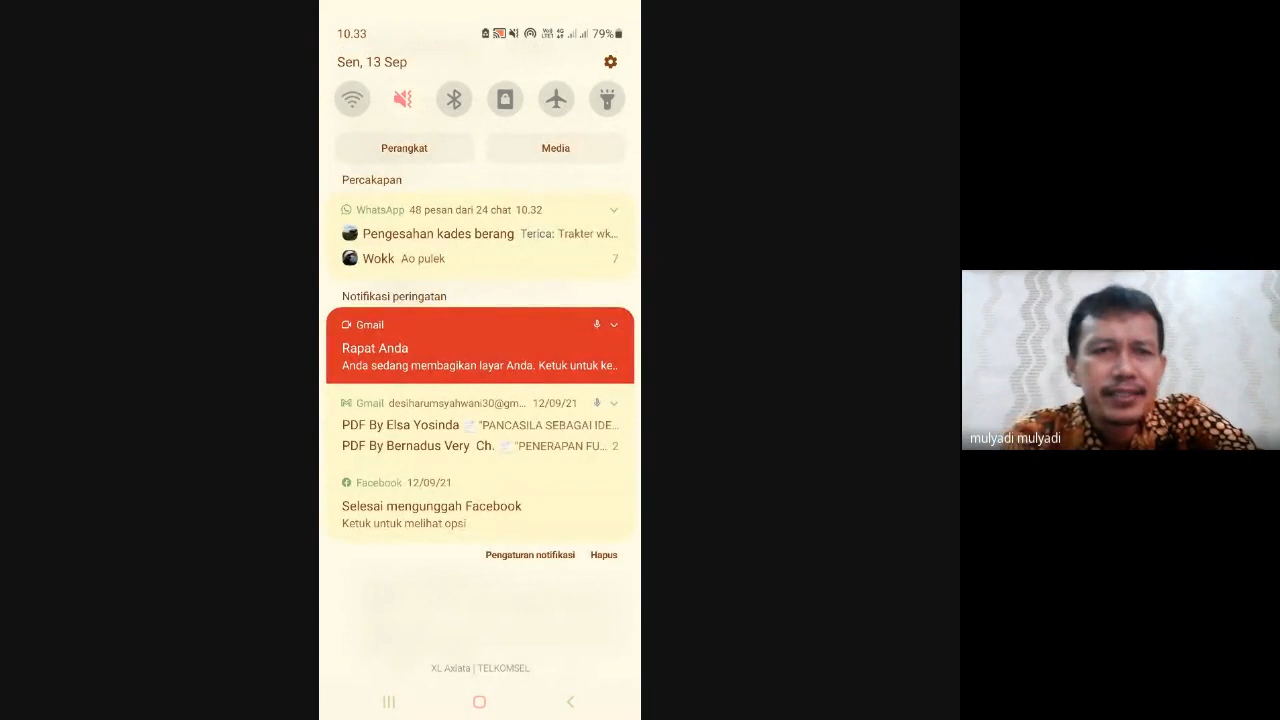 10.33
79%
Sen, 13 Sep
Perangkat
Media
Percakapan
WhatsApp 48 pesan dari 24 chat 10.32
Pengesahan kades berang Terica: Trakter wk...
Wokk Ao pulek 7
Notifikasi peringatan
Gmail
Rapat Anda
Anda sedang membagikan layar Anda. Ketuk untuk ke..
Gmail desiharumsyahwani30@gm... 12/09/21
PDF By Elsa Yosinda "PANCASILA SEBAGAI IDE...
PDF By Bernadus Very Ch. "PENERAPAN FU... 2
Facebook 12/09/21
Selesai mengunggah Facebook
Ketuk untuk melihat opsi
Pengaturan notifikasi Hapus
XL Axiata | TELKOMSEL
mulyadi mulyadi